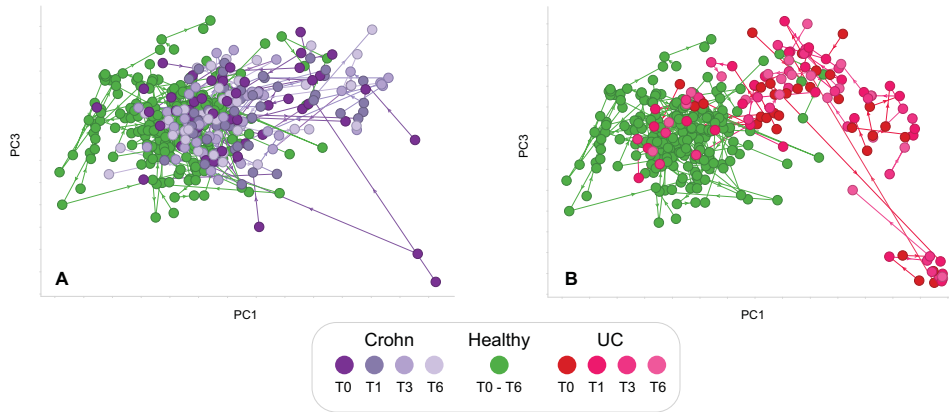 PC3
A
PC1
PC3
B
PC1
Crohn Healthy UC
T0 T1 T3 T6 T0 - T6 T0 T1 T3 T6